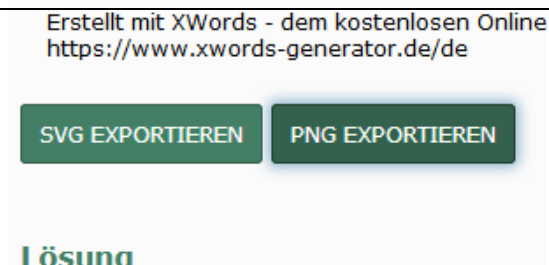 Erstellt mit XWords - dem kostenlosen Online
https://www.xwords-generator.de/de
SVG EXPORTIEREN PNG EXPORTIEREN
Lösung